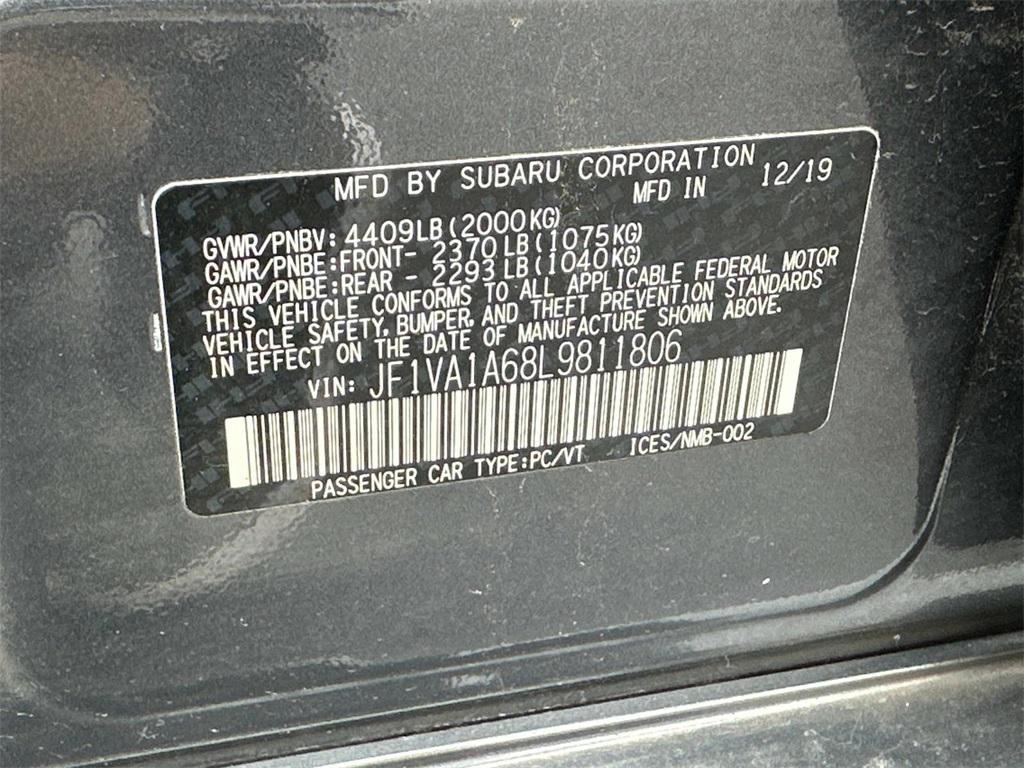 MFD BY SUBARU CORPORATION
MFD IN 12/19
GVWR/PNBV: 4409LB(2000KG)
GAWR/PNBE:FRONT- 2370LB(1075KG)
GAWR/PNBE:REAR - 2293LB(1040KG)
THIS VEHICLE CONFORMS TO ALL APPLICABLE FEDERAL MOTOR
VEHICLE SAFETY, BUMPER, AND THEFT PREVENTION STANDARDS
IN EFFECT ON THE DATE OF MANUFACTURE SHOWN ABOVE.
VIN: JF1VA1A68L9811806
PASSENGER CAR TYPE:PC/VT ICES/NMB-002